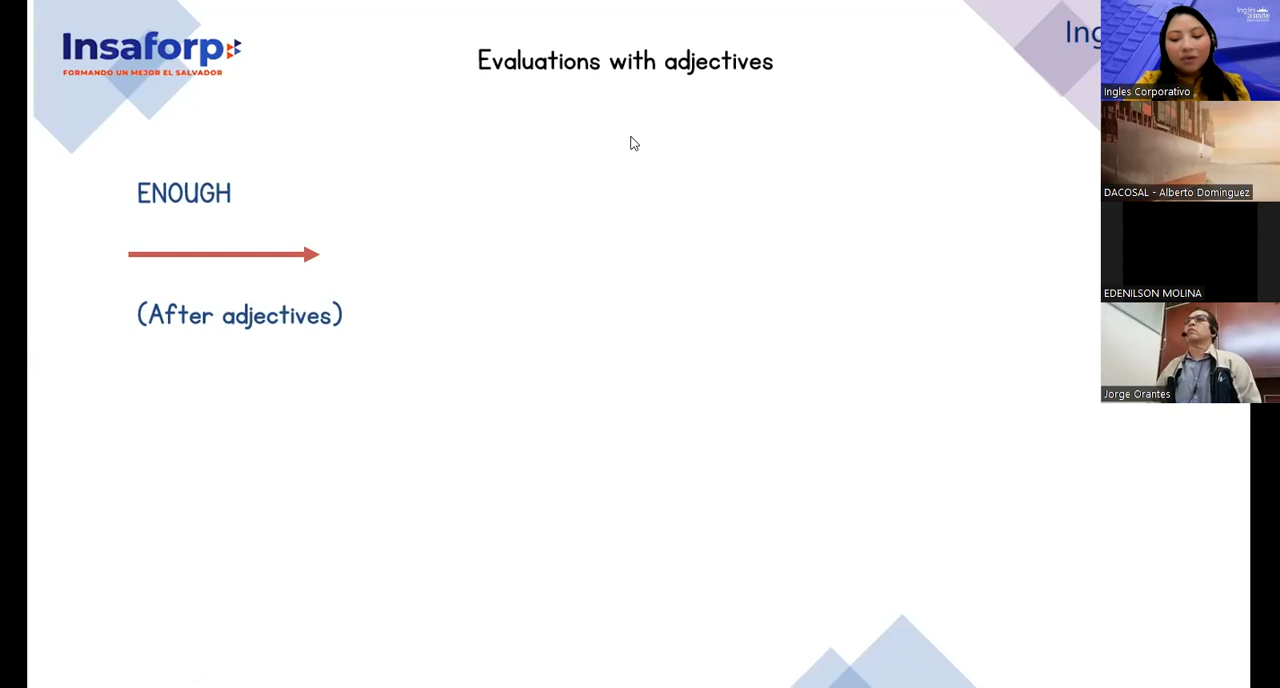 Insaforp
FORMANDO UN MEJOR EL SALVADOR
Evaluations with adjectives
Ing
ENOUGH
(After adjectives)
Ingles Corporativo
DACOSAL - Alberto Dominguez
EDENILSON MOLINA
Jorge Orantes